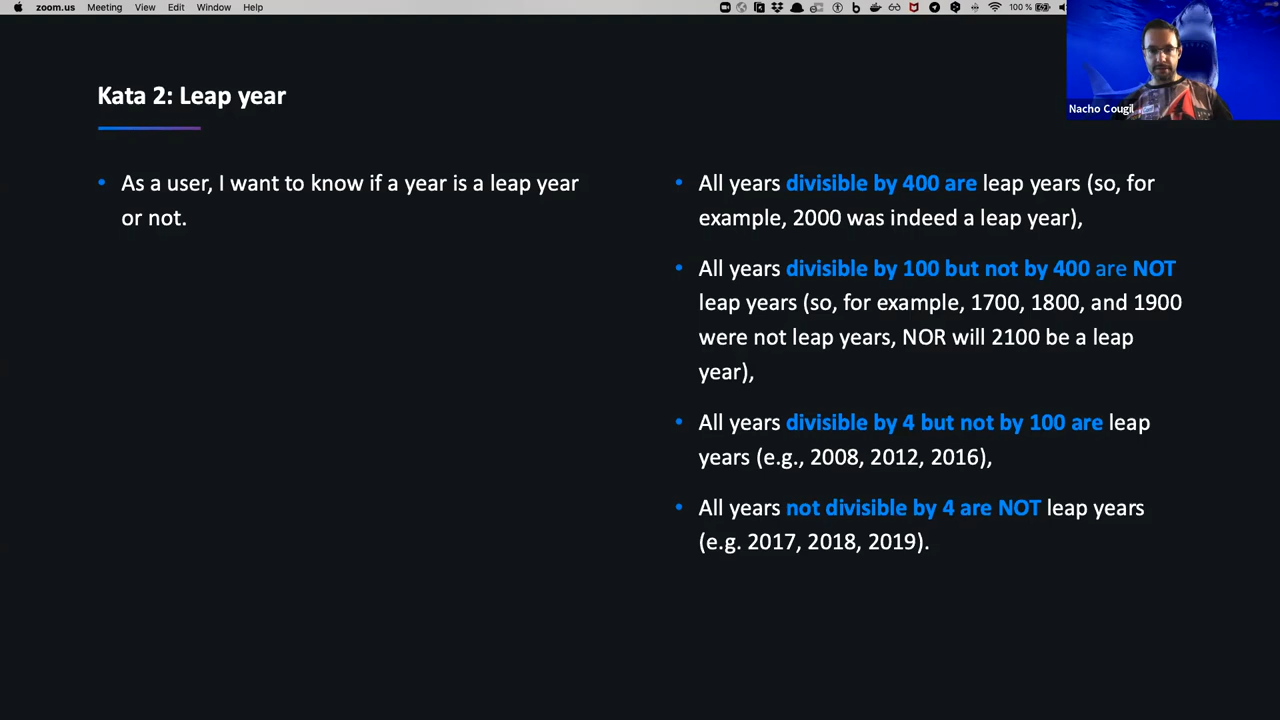 zoom.us Meeting View Edit Window Help
100 %
Nacho Cougil
Kata 2: Leap year
• As a user, I want to know if a year is a leap year
or not.
• All years divisible by 400 are leap years (so, for
example, 2000 was indeed a leap year),
• All years divisible by 100 but not by 400 are NOT
leap years (so, for example, 1700, 1800, and 1900
were not leap years, NOR will 2100 be a leap
year),
• All years divisible by 4 but not by 100 are leap
years (e.g., 2008, 2012, 2016),
• All years not divisible by 4 are NOT leap years
(e.g. 2017, 2018, 2019).